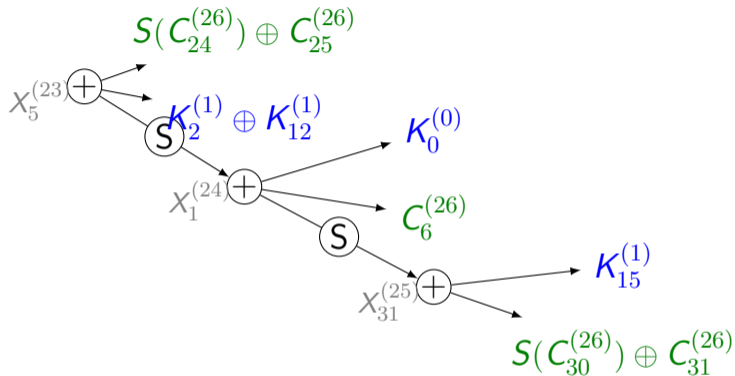 S(C_{24}^{(26)}) ⊕ C_{25}^{(26)}
X_5^{(23)} +
K_2^{(1)} ⊕ K_{12}^{(1)}
S
K_0^{(0)}
X_1^{(24)} +
C_6^{(26)}
S
K_{15}^{(1)}
X_{31}^{(25)} +
S(C_{30}^{(26)}) ⊕ C_{31}^{(26)}